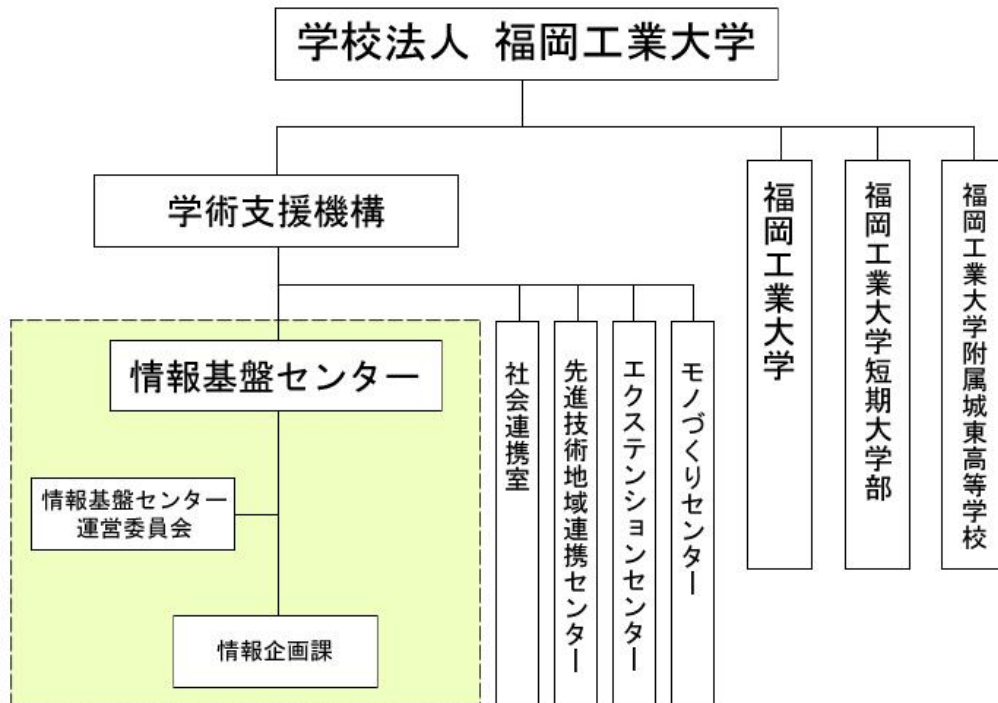 学校法人 福岡工業大学
学術支援機構
福岡工業大学
福岡工業大学短期大学部
福岡工業大学附属城東高等学校
情報基盤センター
社会連携室
先進技術地域連携センター
エクステンションセンター
モノづくりセンター
情報基盤センター
運営委員会
情報企画課